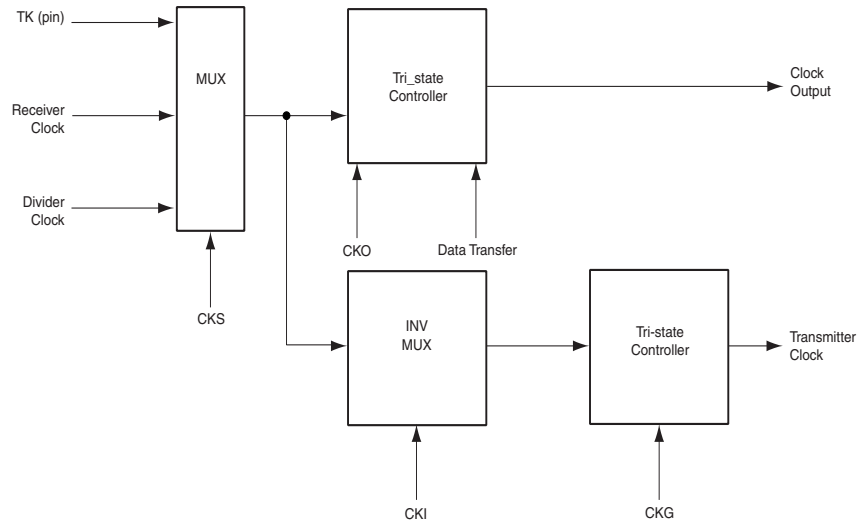 TK (pin)
MUX
Tri_state
Controller
Clock
Output
Receiver
Clock
Divider
Clock
CKO
Data Transfer
CKS
INV
MUX
Tri-state
Controller
Transmitter
Clock
CKI
CKG